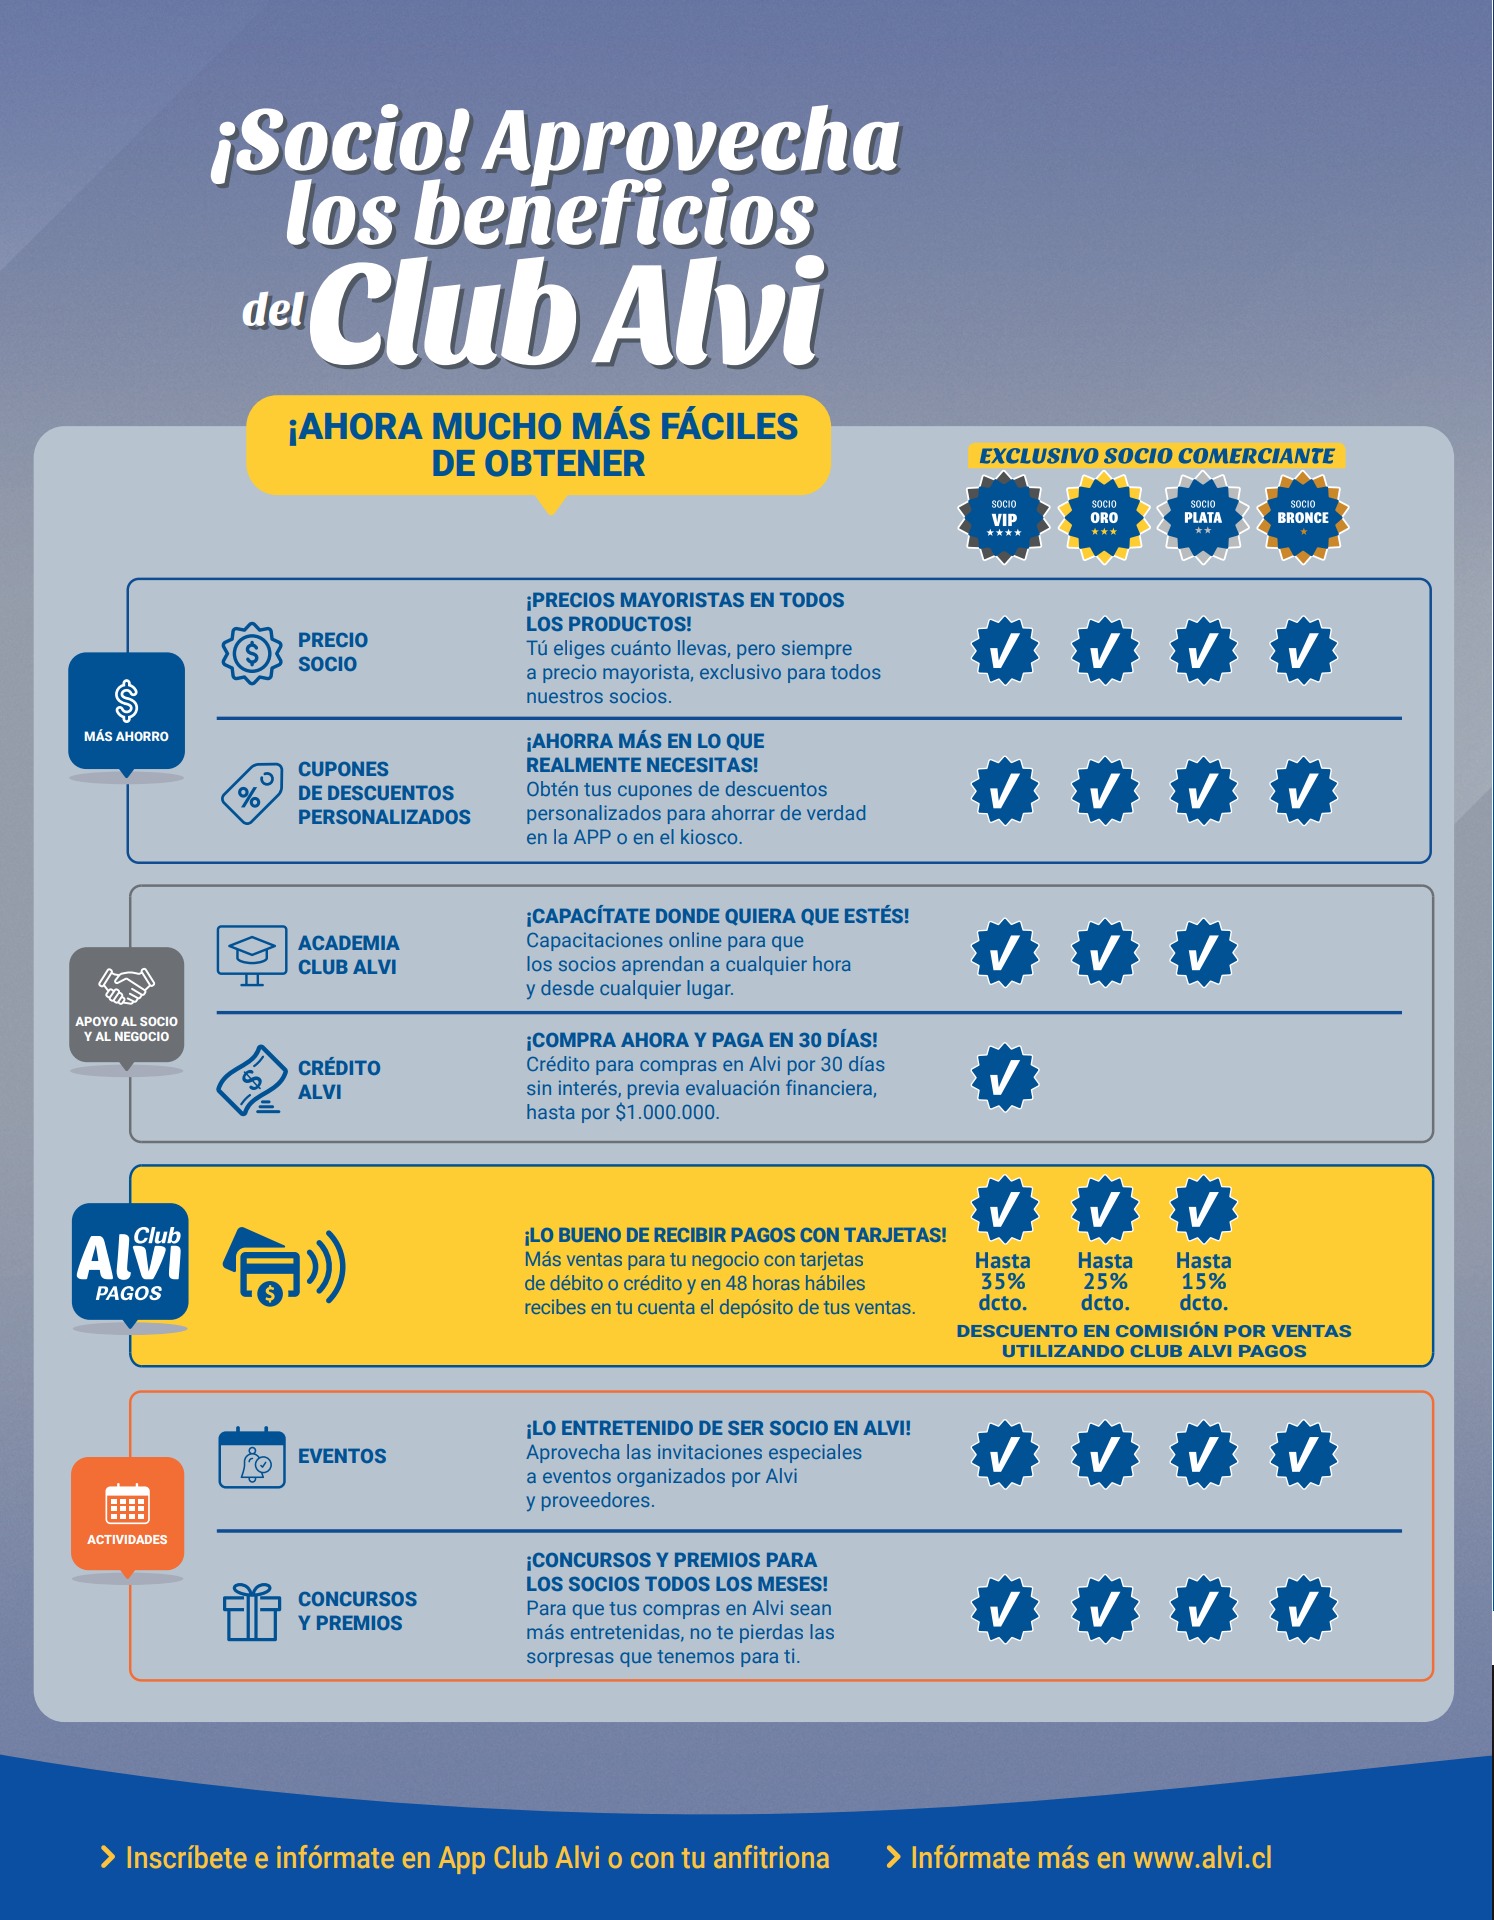 ¡Socio! Aprovecha
los beneficios
del Club Alvi
¡AHORA MUCHO MÁS FÁCILES
DE OBTENER
EXCLUSIVO SOCIO COMERCIANTE
SOCIO
VIP
SOCIO
ORO
SOCIO
PLATA
SOCIO
BRONCE
$
MÁS AHORRO
$
PRECIO
SOCIO
¡PRECIOS MAYORISTAS EN TODOS
LOS PRODUCTOS!
Tú eliges cuánto llevas, pero siempre
a precio mayorista, exclusivo para todos
nuestros socios.
%
CUPONES
DE DESCUENTOS
PERSONALIZADOS
¡AHORRA MÁS EN LO QUE
REALMENTE NECESITAS!
Obtén tus cupones de descuentos
personalizados para ahorrar de verdad
en la APP o en el kiosco.
APOYO AL SOCIO
Y AL NEGOCIO
ACADEMIA
CLUB ALVI
¡CAPACÍTATE DONDE QUIERA QUE ESTÉS!
Capacitaciones online para que
los socios aprendan a cualquier hora
y desde cualquier lugar.
$
CRÉDITO
ALVI
¡COMPRA AHORA Y PAGA EN 30 DÍAS!
Crédito para compras en Alvi por 30 días
sin interés, previa evaluación financiera,
hasta por $1.000.000.
Club
Alvi
PAGOS
$
¡LO BUENO DE RECIBIR PAGOS CON TARJETAS!
Más ventas para tu negocio con tarjetas
de débito o crédito y en 48 horas hábiles
recibes en tu cuenta el depósito de tus ventas.
Hasta
35%
dcto.
Hasta
25%
dcto.
Hasta
15%
dcto.
DESCUENTO EN COMISIÓN POR VENTAS
UTILIZANDO CLUB ALVI PAGOS
ACTIVIDADES
EVENTOS
¡LO ENTRETENIDO DE SER SOCIO EN ALVI!
Aprovecha las invitaciones especiales
a eventos organizados por Alvi
y proveedores.
CONCURSOS
Y PREMIOS
¡CONCURSOS Y PREMIOS PARA
LOS SOCIOS TODOS LOS MESES!
Para que tus compras en Alvi sean
más entretenidas, no te pierdas las
sorpresas que tenemos para ti.
Inscríbete e infórmate en App Club Alvi o con tu anfitriona
Infórmate más en www.alvi.cl